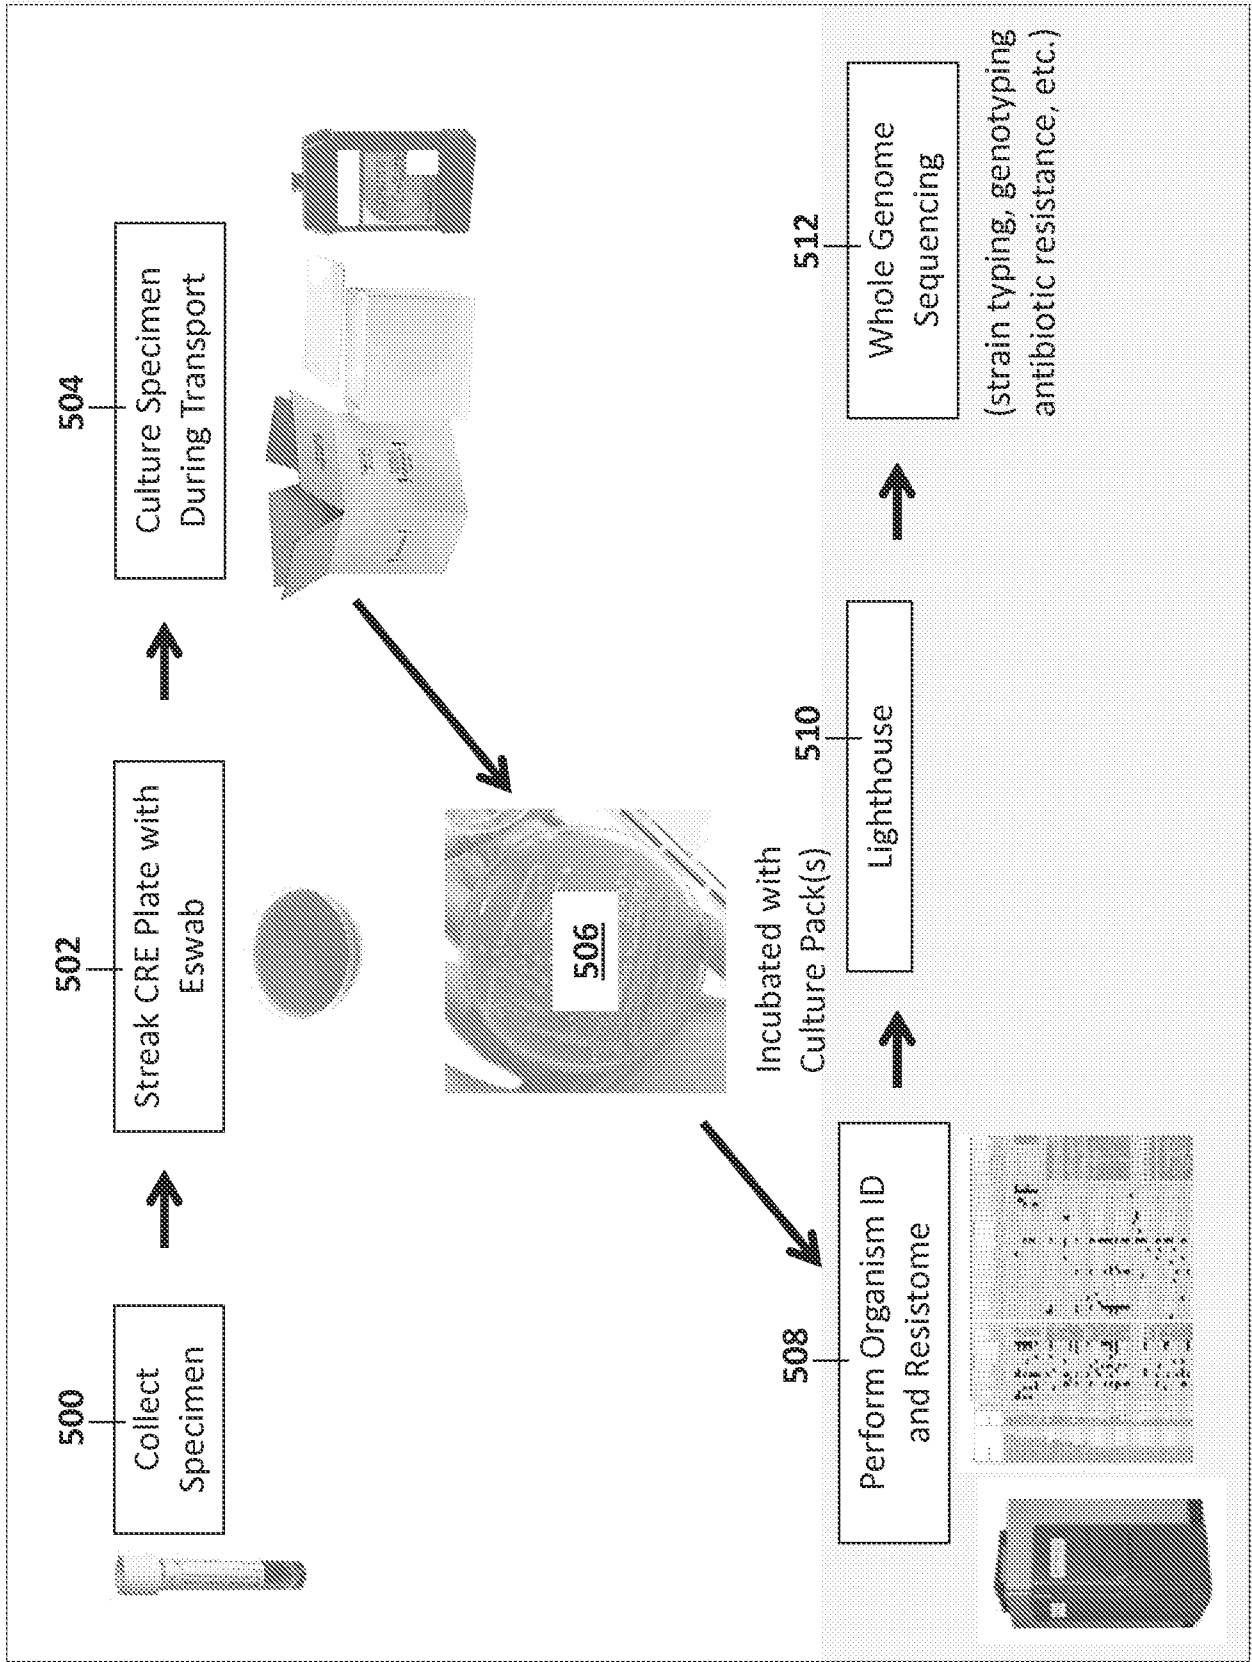 500
Collect
Specimen
502
Streak CRE Plate with
Eswab
504
Culture Specimen
During Transport
506
Incubated with
Culture Pack(s)
508
Perform Organism ID
and Resistome
510
Lighthouse
512
Whole Genome
Sequencing
(strain typing, genotyping
antibiotic resistance, etc.)